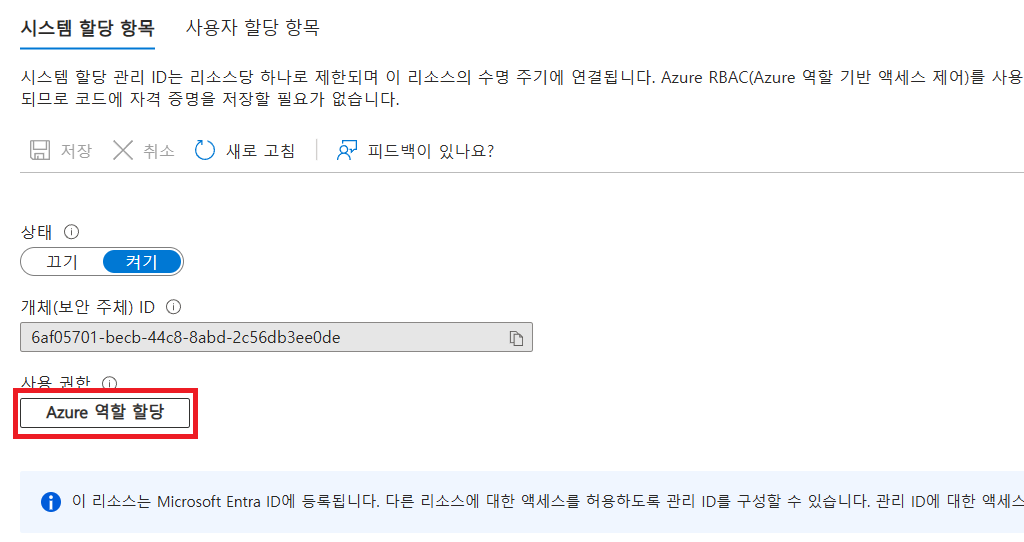 시스템 할당 항목 사용자 할당 항목
시스템 할당 관리 ID는 리소스당 하나로 제한되며 이 리소스의 수명 주기에 연결됩니다. Azure RBAC(Azure 역할 기반 액세스 제어)를 사용
되므로 코드에 자격 증명을 저장할 필요가 없습니다.
저장 취소 새로 고침 피드백이 있나요?
상태
끄기 켜기
개체(보안 주체) ID
6af05701-becb-44c8-8abd-2c56db3ee0de
사용 권한
Azure 역할 할당
이 리소스는 Microsoft Entra ID에 등록됩니다. 다른 리소스에 대한 액세스를 허용하도록 관리 ID를 구성할 수 있습니다. 관리 ID에 대한 액세스